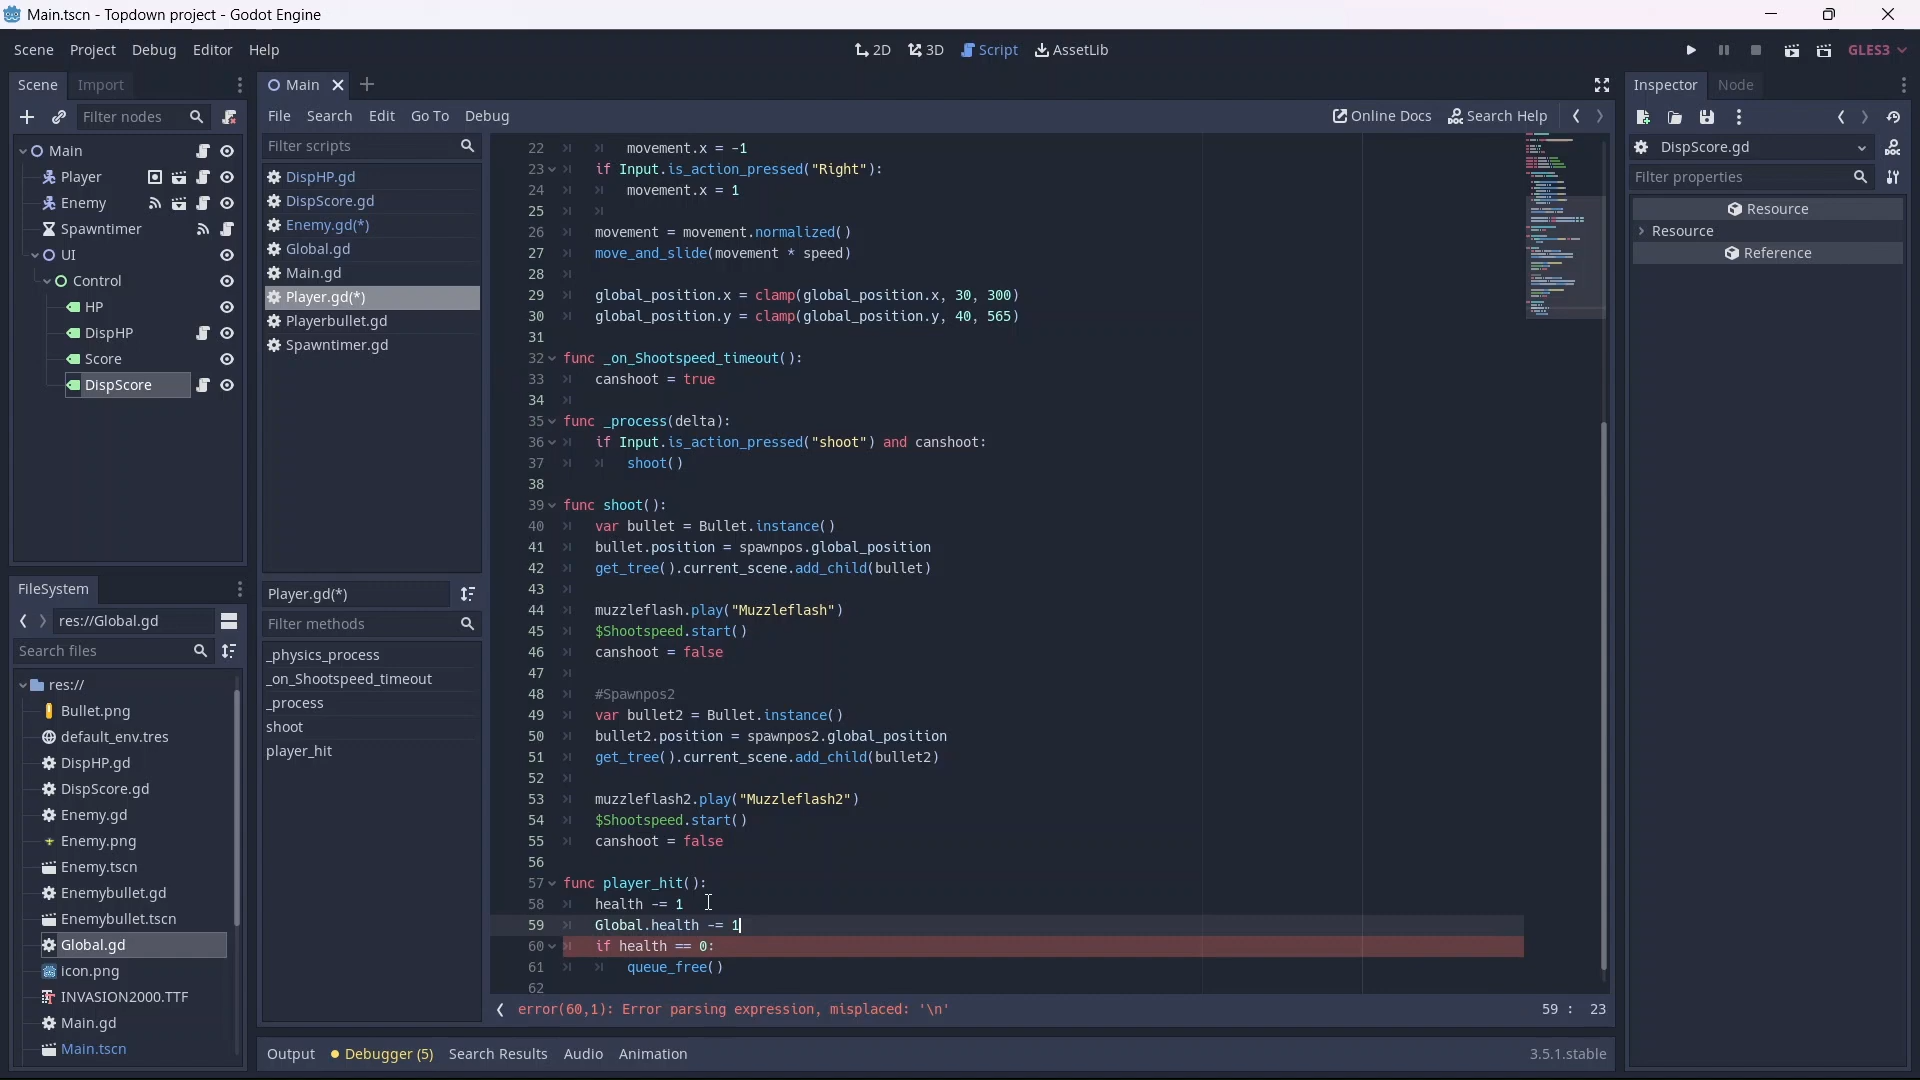 Main.tscn - Topdown project - Godot Engine
Scene Project Debug Editor Help
2D 3D Script AssetLib
GLES3
Scene Import
Filter nodes
Main
Player
Enemy
Spawntimer
UI
Control
HP
DispHP
Score
DispScore
FileSystem
res://Global.gd
Search files
res://
Bullet.png
default_env.tres
DispHP.gd
DispScore.gd
Enemy.gd
Enemy.png
Enemy.tscn
Enemybullet.gd
Enemybullet.tscn
Global.gd
icon.png
INVASION2000.TTF
Main.gd
Main.tscn
Main
File Search Edit Go To Debug
Online Docs Search Help
Filter scripts
DispHP.gd
DispScore.gd
Enemy.gd(*)
Global.gd
Main.gd
Player.gd(*)
Playerbullet.gd
Spawntimer.gd
Player.gd(*)
Filter methods
_physics_process
_on_Shootspeed_timeout
_process
shoot
player_hit
22 movement.x = -1
23 if Input.is_action_pressed("Right"):
24 movement.x = 1
25
26 movement = movement.normalized()
27 move_and_slide(movement * speed)
28
29 global_position.x = clamp(global_position.x, 30, 300)
30 global_position.y = clamp(global_position.y, 40, 565)
31
32 func _on_Shootspeed_timeout():
33 canshoot = true
34
35 func _process(delta):
36 if Input.is_action_pressed("shoot") and canshoot:
37 shoot()
38
39 func shoot():
40 var bullet = Bullet.instance()
41 bullet.position = spawnpos.global_position
42 get_tree().current_scene.add_child(bullet)
43
44 muzzleflash.play("Muzzleflash")
45 $Shootspeed.start()
46 canshoot = false
47
48 #Spawnpos2
49 var bullet2 = Bullet.instance()
50 bullet2.position = spawnpos2.global_position
51 get_tree().current_scene.add_child(bullet2)
52
53 muzzleflash2.play("Muzzleflash2")
54 $Shootspeed.start()
55 canshoot = false
56
57 func player_hit():
58 health -= 1
59 Global.health -= 1
60 if health == 0:
61 queue_free()
62
error(60,1): Error parsing expression, misplaced: '\n'
59 : 23
Output Debugger (5) Search Results Audio Animation
3.5.1.stable
Inspector Node
DispScore.gd
Filter properties
Resource
Resource
Reference